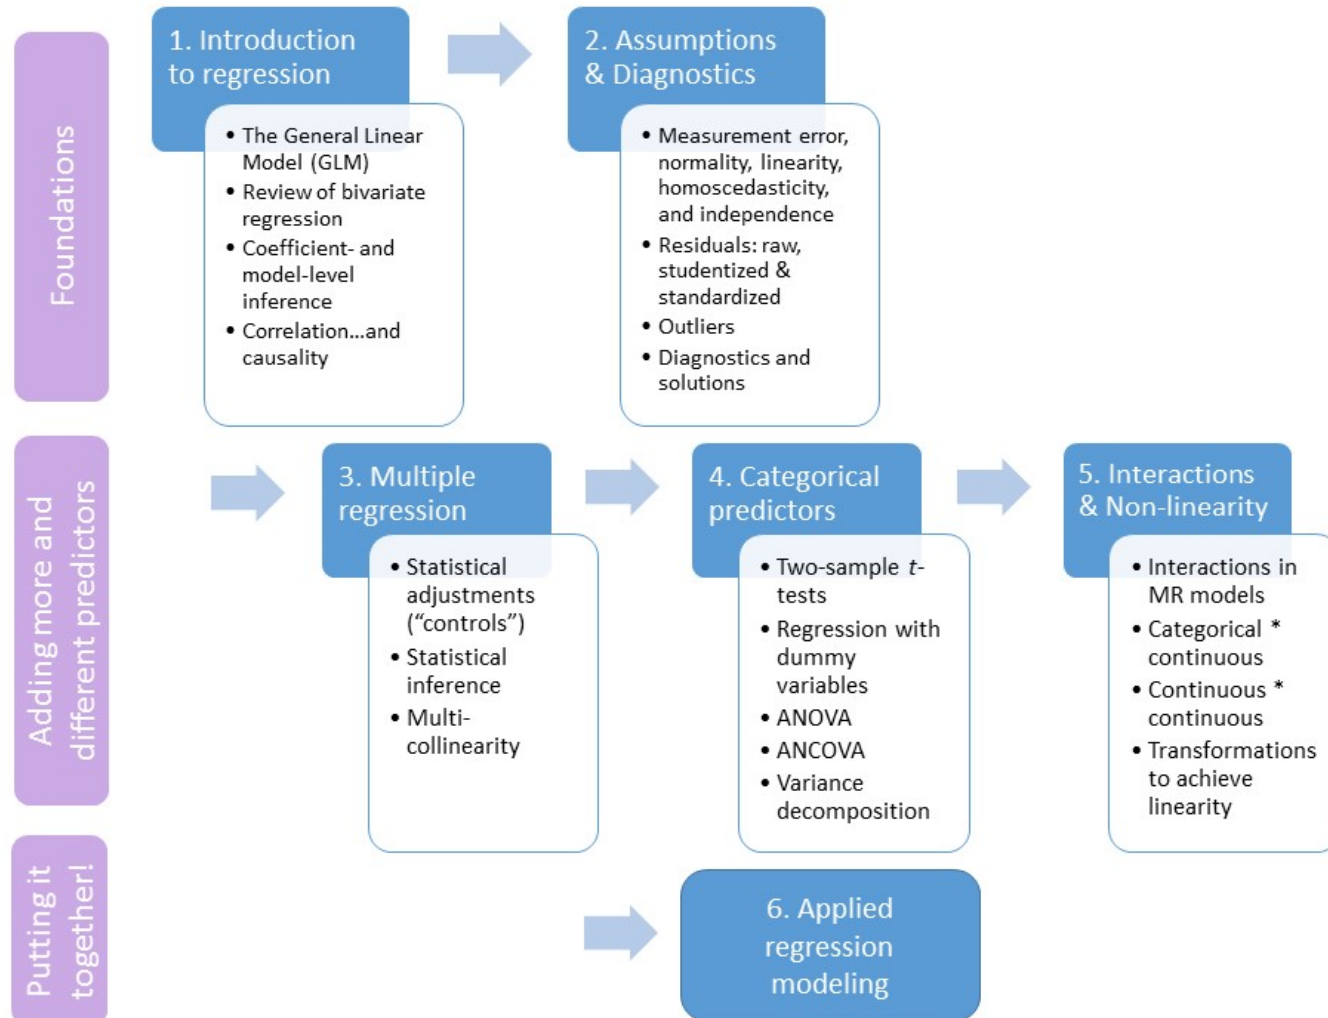 Foundations
1. Introduction
to regression
• The General Linear
Model (GLM)
• Review of bivariate
regression
• Coefficient- and
model-level
inference
• Correlation...and
causality
2. Assumptions
& Diagnostics
• Measurement error,
normality, linearity,
homoscedasticity,
and independence
• Residuals: raw,
studentized &
standardized
• Outliers
• Diagnostics and
solutions
Adding more and
different predictors
3. Multiple
regression
• Statistical
adjustments
(“controls”)
• Statistical
inference
• Multi-
collinearity
4. Categorical
predictors
• Two-sample t-
tests
• Regression with
dummy
variables
• ANOVA
• ANCOVA
• Variance
decomposition
5. Interactions
& Non-linearity
• Interactions in
MR models
• Categorical *
continuous
• Continuous *
continuous
• Transformations
to achieve
linearity
Putting it
together!
6. Applied
regression
modeling